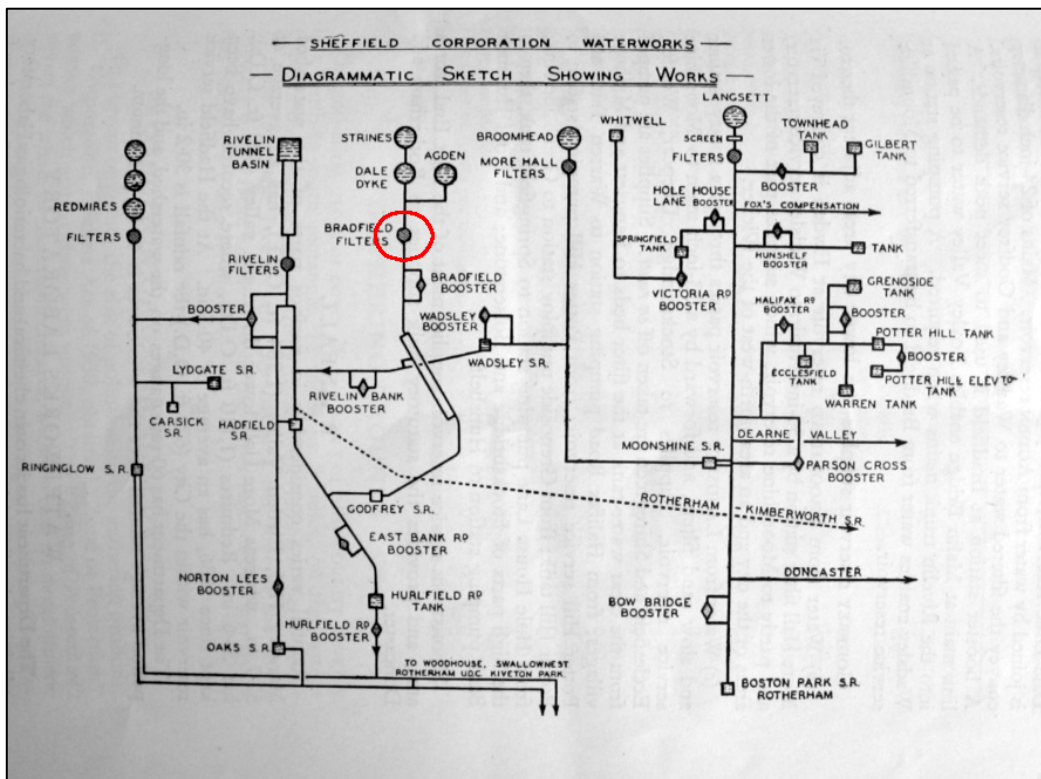 SHEFFIELD CORPORATION WATERWORKS
DIAGRAMMATIC SKETCH SHOWING WORKS
LANGSETT
WHITWELL
TOWNHEAD
TANK
GILBERT
TANK
RIVELIN
TUNNEL
BASIN
STRINES
AGDEN
BROOMHEAD
SCREEN
FILTERS
MORE HALL
FILTERS
DALE
DYKE
BOOSTER
REDMIRES
FILTERS
BRADFIELD
FILTERS
HOLE HOUSE
LANE BOOSTER
FOX'S COMPENSATION
SPRINGFIELD
TANK
HUNSHELF
BOOSTER
TANK
RIVELIN
FILTERS
BRADFIELD
BOOSTER
VICTORIA RD
BOOSTER
GRENOSIDE
TANK
BOOSTER
WADSLEY
BOOSTER
HALIFAX RD
BOOSTER
BOOSTER
POTTER HILL TANK
WADSLEY S.R.
BOOSTER
LYDGATE S.R.
ECCLESFIELD
TANK
POTTER HILL ELEVTD
TANK
RIVELIN BANK
BOOSTER
WARREN TANK
CARSICK
S.R.
HADFIELD
S.R.
DEARNE VALLEY
MOONSHINE S.R.
PARSON CROSS
BOOSTER
RINGINGLOW S.R.
GODFREY S.R.
ROTHERHAM - KIMBERWORTH S.R.
EAST BANK RD
BOOSTER
NORTON LEES
BOOSTER
HURLFIELD RD
TANK
DONCASTER
BOW BRIDGE
BOOSTER
HURLFIELD RD
BOOSTER
OAKS S.R
TO WOODHOUSE, SWALLOWNEST
ROTHERHAM UDC. KIVETON PARK
BOSTON PARK S.R.
ROTHERHAM